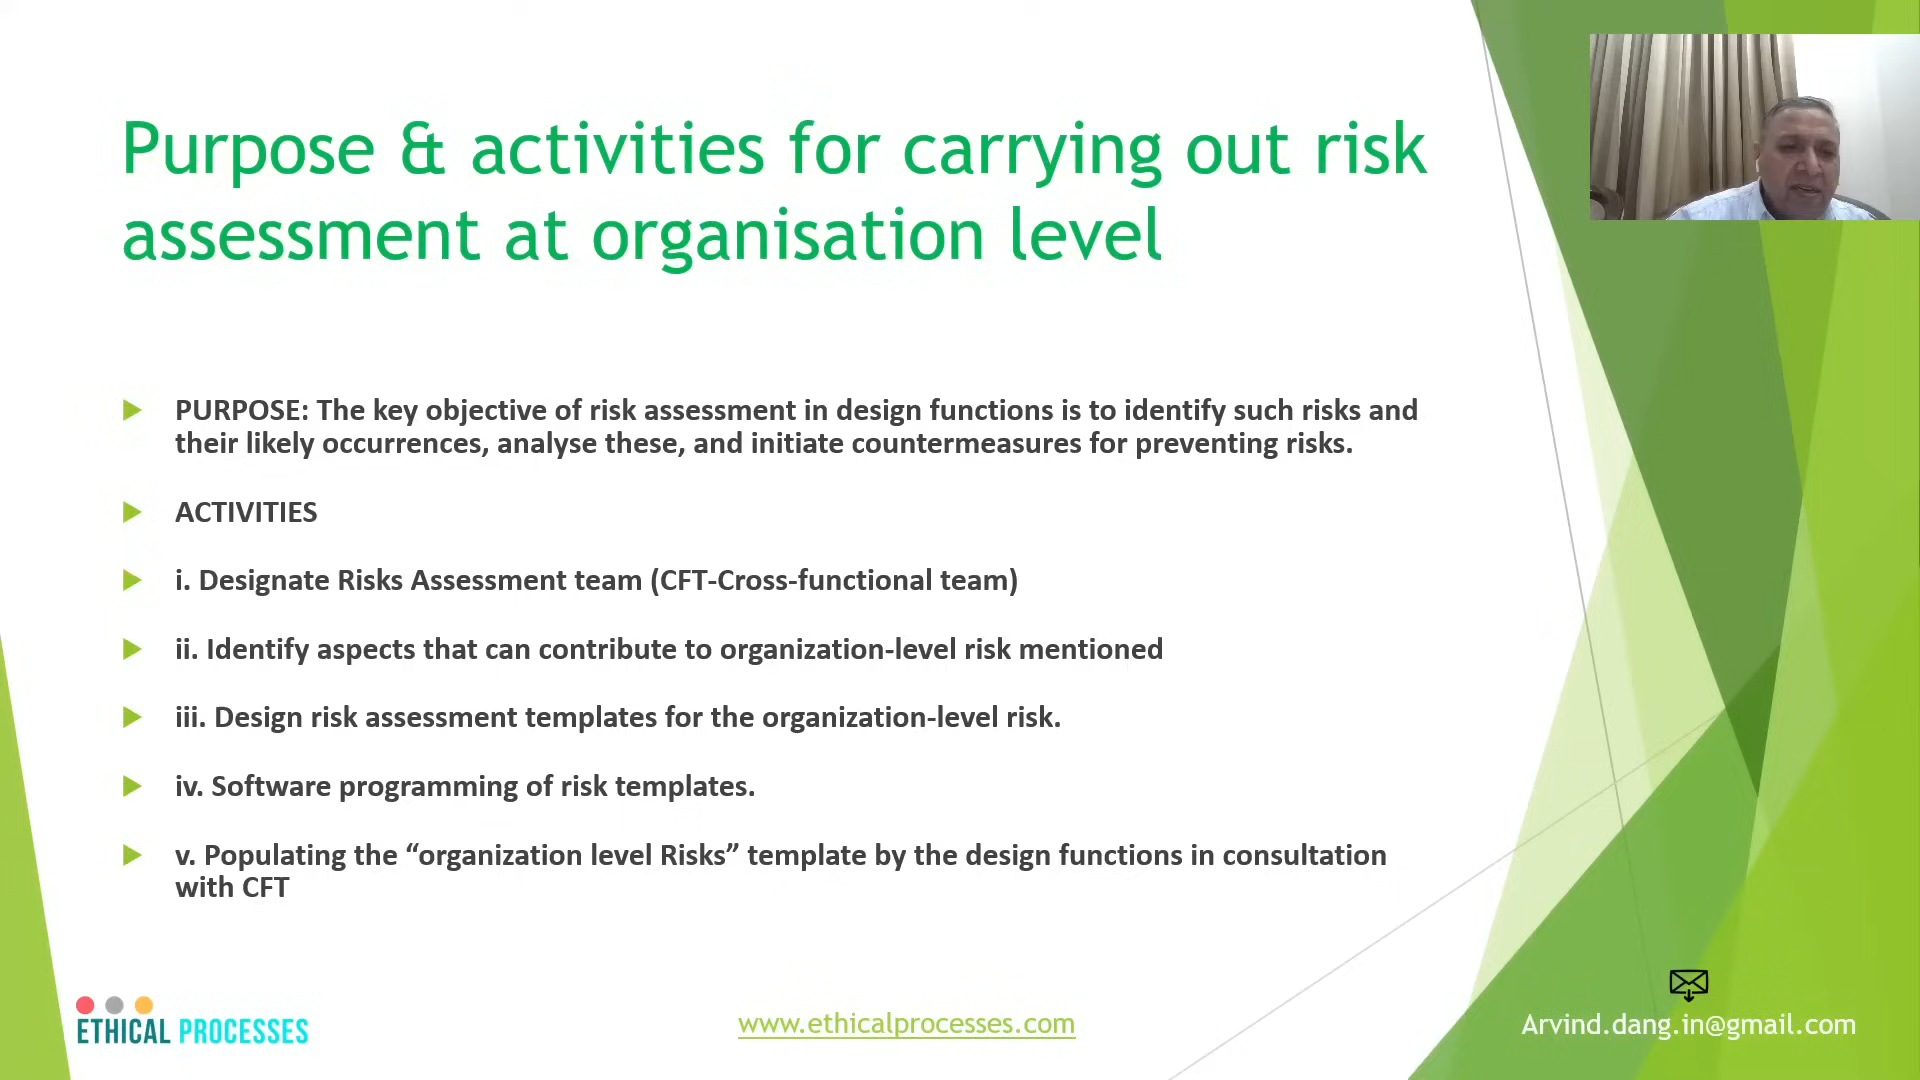 Purpose & activities for carrying out risk
assessment at organisation level
PURPOSE: The key objective of risk assessment in design functions is to identify such risks and
their likely occurrences, analyse these, and initiate countermeasures for preventing risks.
ACTIVITIES
i. Designate Risks Assessment team (CFT-Cross-functional team)
ii. Identify aspects that can contribute to organization-level risk mentioned
iii. Design risk assessment templates for the organization-level risk.
iv. Software programming of risk templates.
v. Populating the “organization level Risks” template by the design functions in consultation
with CFT
ETHICAL PROCESSES
www.ethicalprocesses.com
Arvind.dang.in@gmail.com